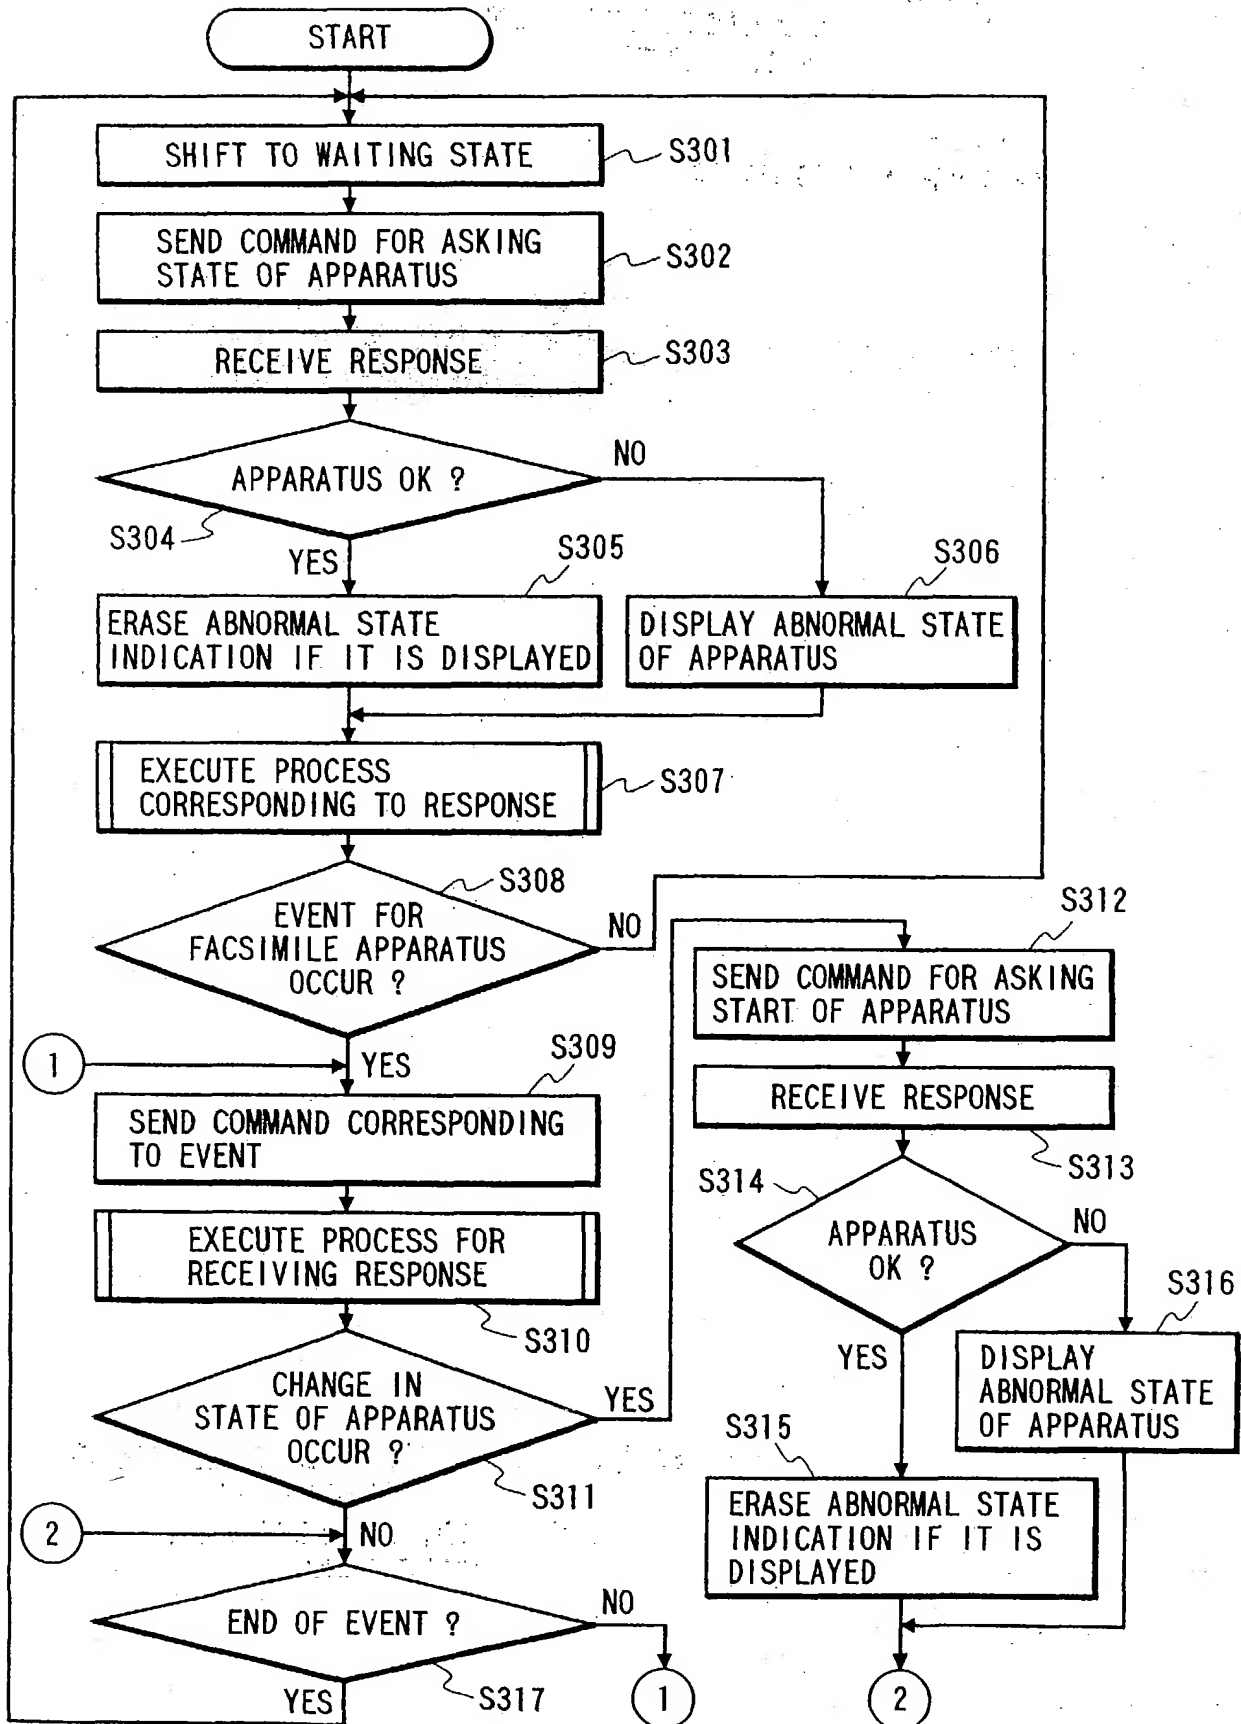 START
SHIFT TO WAITING STATE
S301
SEND COMMAND FOR ASKING
STATE OF APPARATUS
S302
RECEIVE RESPONSE
S303
APPARATUS OK ?
NO
S304
YES
S305
S306
ERASE ABNORMAL STATE
INDICATION IF IT IS DISPLAYED
DISPLAY ABNORMAL STATE
OF APPARATUS
EXECUTE PROCESS
CORRESPONDING TO RESPONSE
S307
S308
EVENT FOR
FACSIMILE APPARATUS
OCCUR ?
NO
1
YES
S309
SEND COMMAND CORRESPONDING
TO EVENT
EXECUTE PROCESS FOR
RECEIVING RESPONSE
S310
CHANGE IN
STATE OF APPARATUS
OCCUR ?
YES
S311
2
NO
END OF EVENT ?
NO
YES
S317
1
S312
SEND COMMAND FOR ASKING
START OF APPARATUS
RECEIVE RESPONSE
S313
S314
APPARATUS
OK ?
NO
YES
S316
DISPLAY
ABNORMAL STATE
OF APPARATUS
S315
ERASE ABNORMAL STATE
INDICATION IF IT IS
DISPLAYED
2